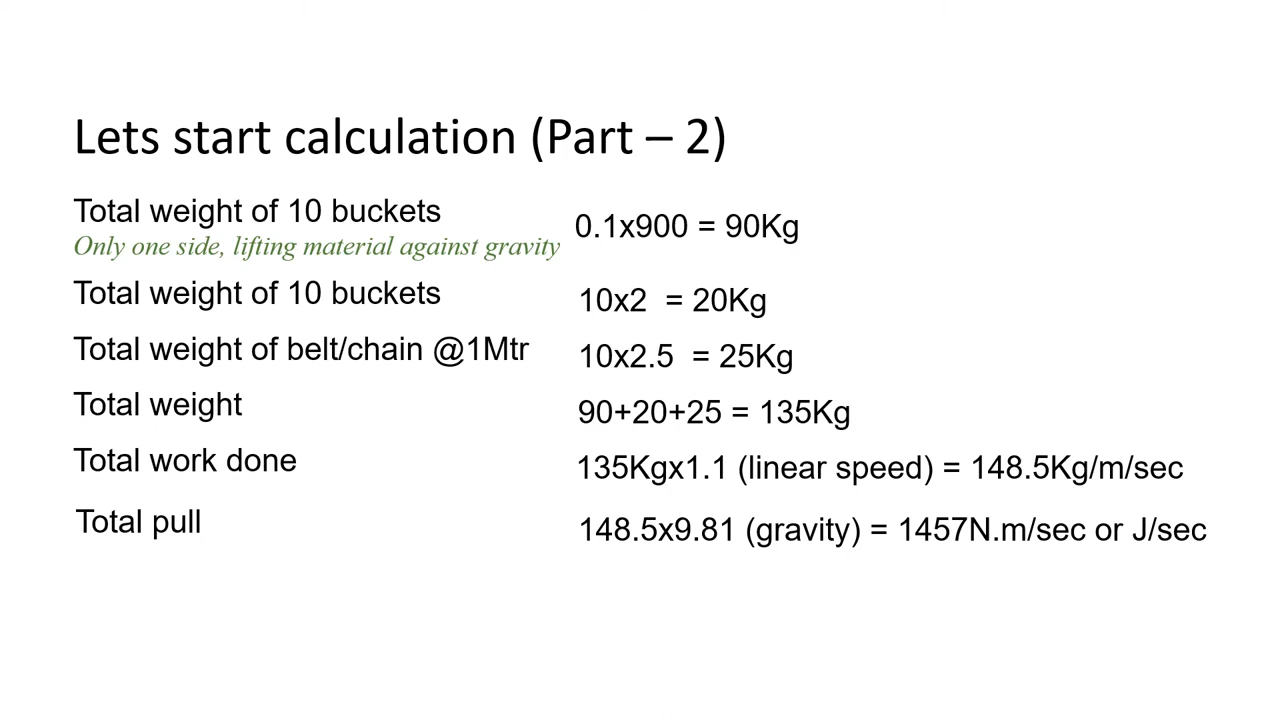 Lets start calculation (Part – 2)
Total weight of 10 buckets
Only one side, lifting material against gravity
0.1x900 = 90Kg
Total weight of 10 buckets
10x2 = 20Kg
Total weight of belt/chain @1Mtr
10x2.5 = 25Kg
Total weight
90+20+25 = 135Kg
Total work done
135Kgx1.1 (linear speed) = 148.5Kg/m/sec
Total pull
148.5x9.81 (gravity) = 1457N.m/sec or J/sec